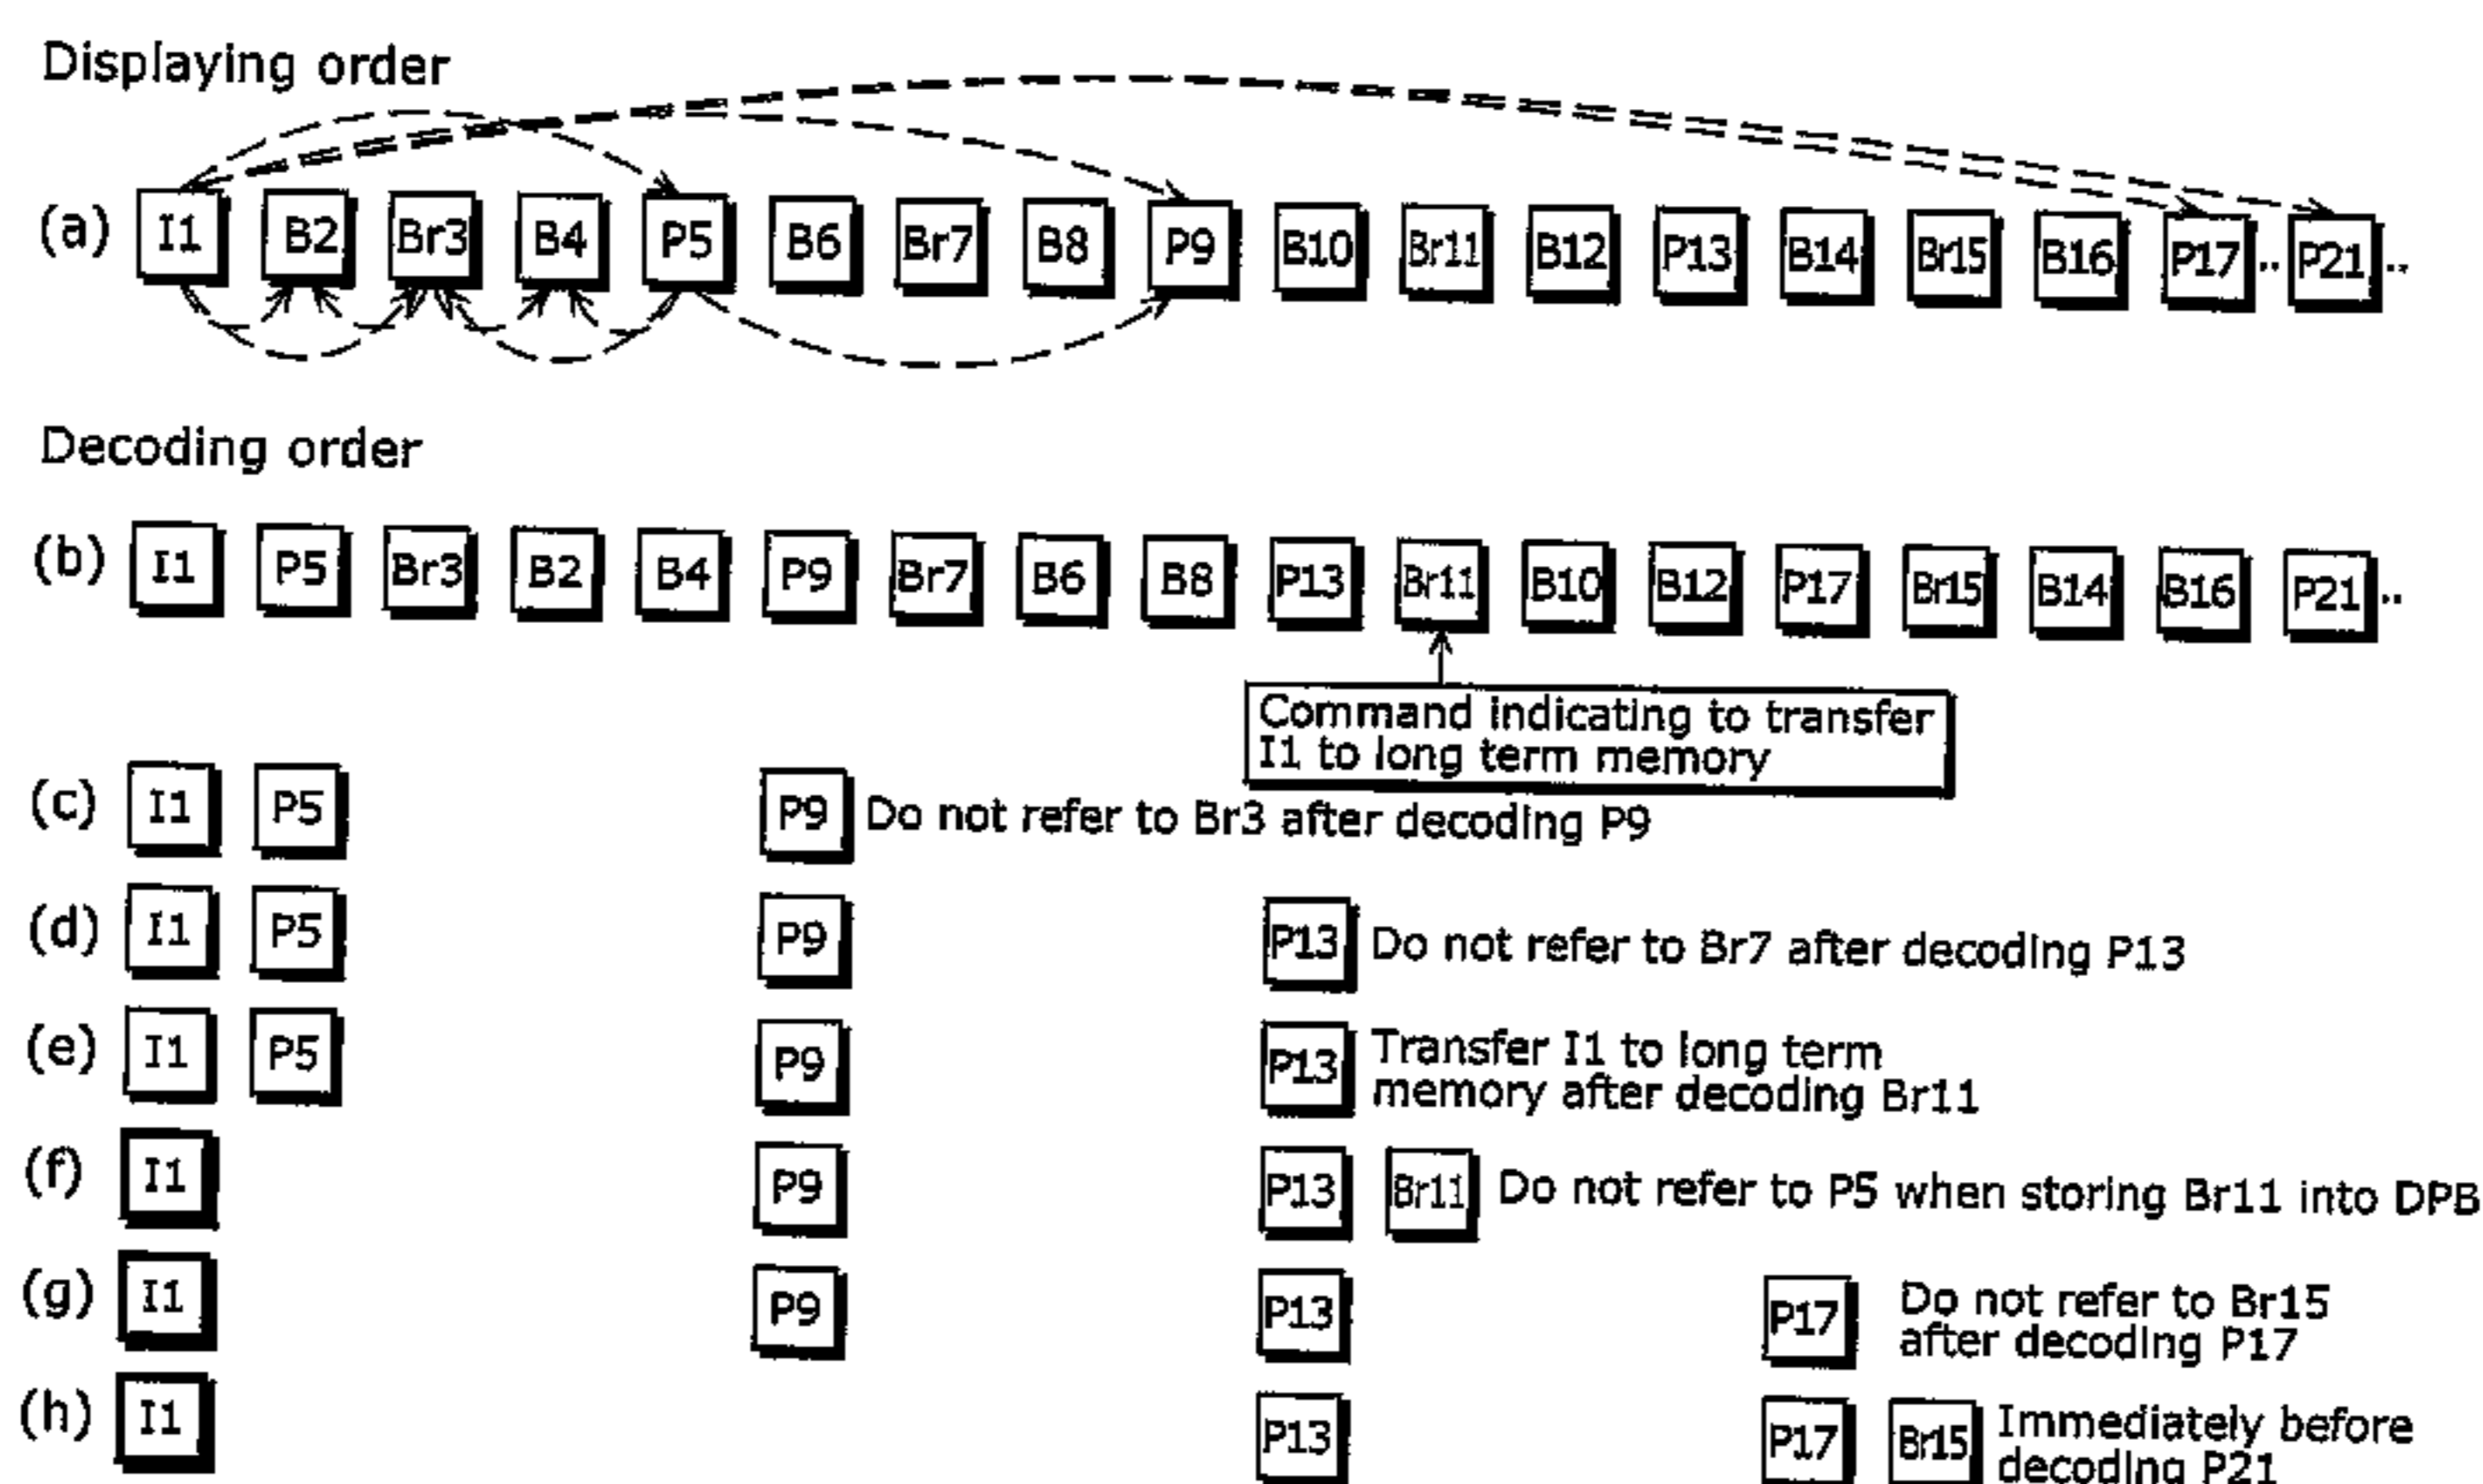 Displaying order
(a) I1 B2 Br3 B4 P5 B6 Br7 B8 P9 B10 Br11 B12 P13 B14 Br15 B16 P17 .. P21 ..
Decoding order
(b) I1 P5 Br3 B2 B4 P9 Br7 B6 B8 P13 Br11 B10 B12 P17 Br15 B14 B16 P21 ..
Command indicating to transfer
I1 to long term memory
(c) I1 P5 P9 Do not refer to Br3 after decoding P9
(d) I1 P5 P9 P13 Do not refer to Br7 after decoding P13
(e) I1 P5 P9 P13 Transfer I1 to long term
memory after decoding Br11
(f) I1 P9 P13 Br11 Do not refer to P5 when storing Br11 into DPB
(g) I1 P9 P13 P17 Do not refer to Br15
after decoding P17
(h) I1 P13 P17 Br15 Immediately before
decoding P21